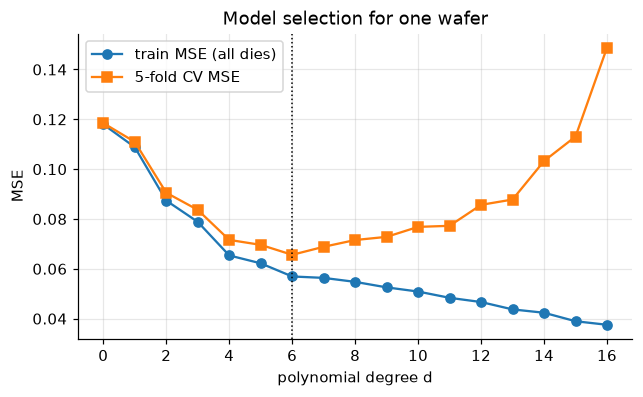 Model selection for one wafer
train MSE (all dies)
5-fold CV MSE
MSE
0.14
0.12
0.10
0.08
0.06
0.04
0 2 4 6 8 10 12 14 16
polynomial degree d